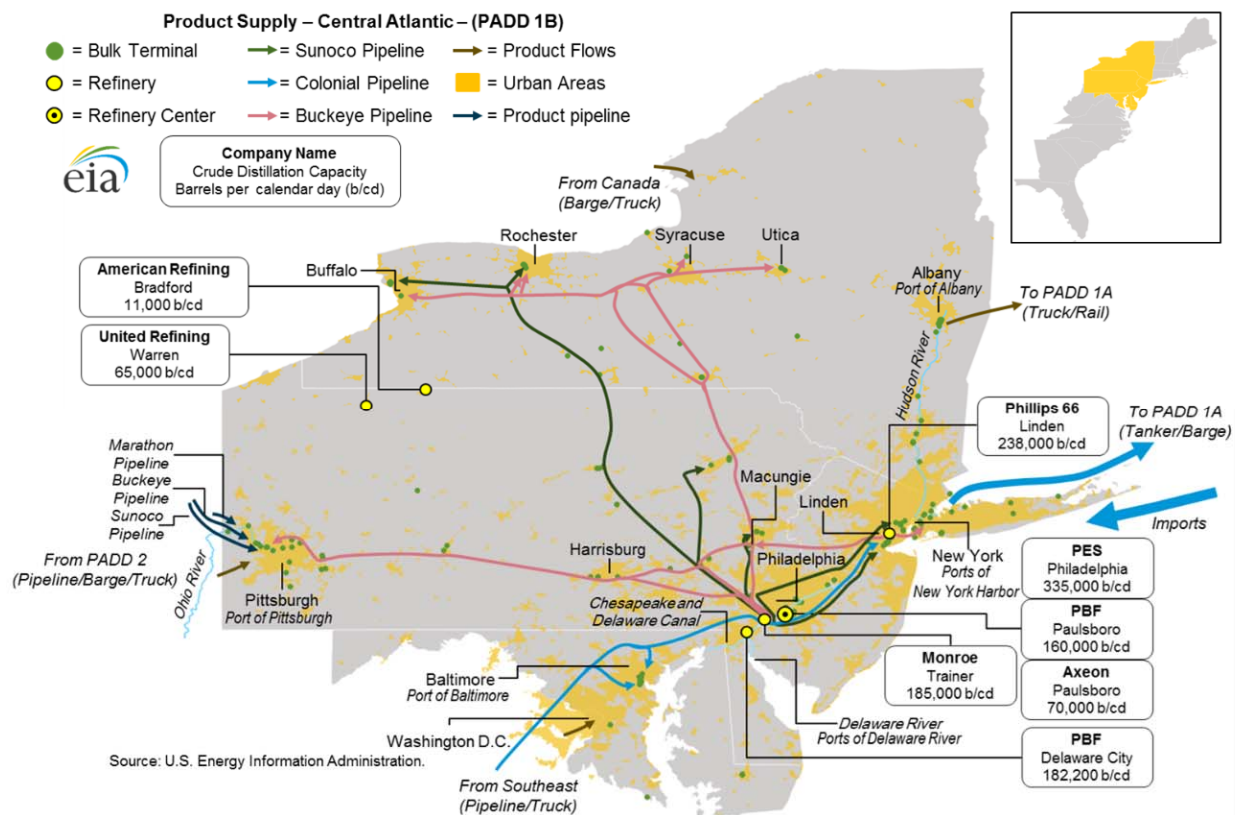 Product Supply – Central Atlantic – (PADD 1B)
= Bulk Terminal
= Sunoco Pipeline
= Product Flows
= Refinery
= Colonial Pipeline
= Urban Areas
= Refinery Center
= Buckeye Pipeline
= Product pipeline
eia
Company Name
Crude Distillation Capacity
Barrels per calendar day (b/cd)
From Canada
(Barge/Truck)
Rochester
Syracuse
Utica
Buffalo
American Refining
Bradford
11,000 b/cd
Albany
Port of Albany
To PADD 1A
(Truck/Rail)
United Refining
Warren
65,000 b/cd
Hudson River
Phillips 66
Linden
238,000 b/cd
To PADD 1A
(Tanker/Barge)
Marathon
Pipeline
Buckeye
Pipeline
Sunoco
Pipeline
Macungie
Linden
Imports
From PADD 2
(Pipeline/Barge/Truck)
Ohio River
Harrisburg
Philadelphia
New York
Ports of
New York Harbor
PES
Philadelphia
335,000 b/cd
Pittsburgh
Port of Pittsburgh
Chesapeake and
Delaware Canal
PBF
Paulsboro
160,000 b/cd
Monroe
Trainer
185,000 b/cd
Axeon
Paulsboro
70,000 b/cd
Baltimore
Port of Baltimore
Delaware River
Ports of Delaware River
Washington D.C.
PBF
Delaware City
182,200 b/cd
Source: U.S. Energy Information Administration.
From Southeast
(Pipeline/Truck)